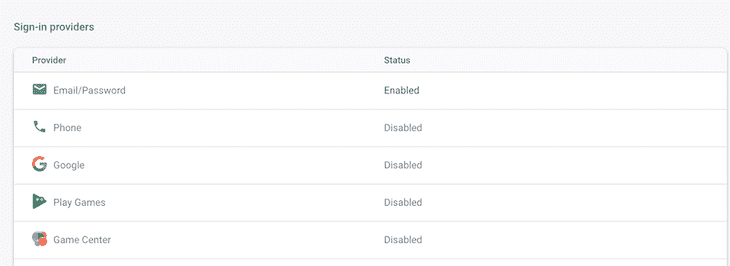 Sign-in providers
Provider Status
Email/Password Enabled
Phone Disabled
Google Disabled
Play Games Disabled
Game Center Disabled